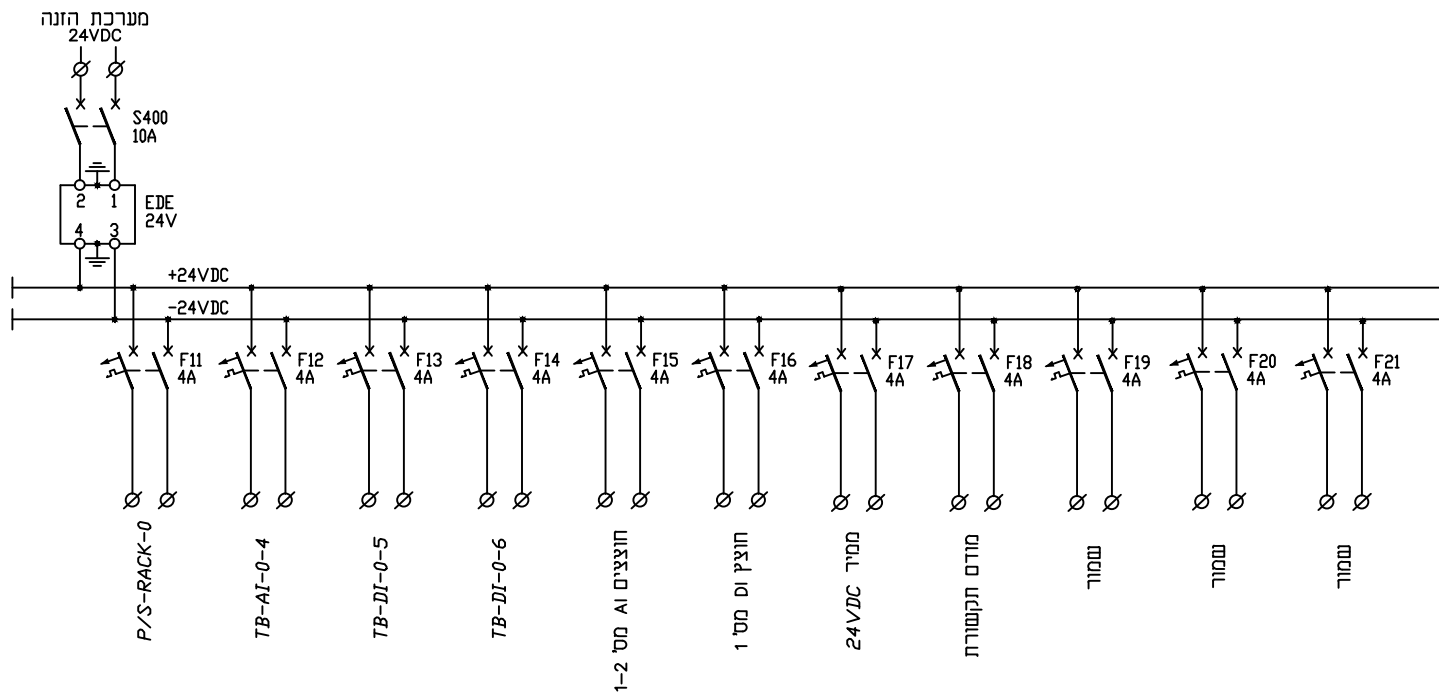 מערכת הזנה
24VDC
S400
10A
2 1
EDE
24V
4 3
+24VDC
-24VDC
F11
4A
F12
4A
F13
4A
F14
4A
F15
4A
F16
4A
F17
4A
F18
4A
F19
4A
F20
4A
F21
4A
P/S-RACK-0
TB-AI-0-4
TB-DI-0-5
TB-DI-0-6
חוצצים AI מס' 1-2
חוצץ DI מס' 1
ממיר 24VDC
מודם תקשורת
שמור
שמור
שמור